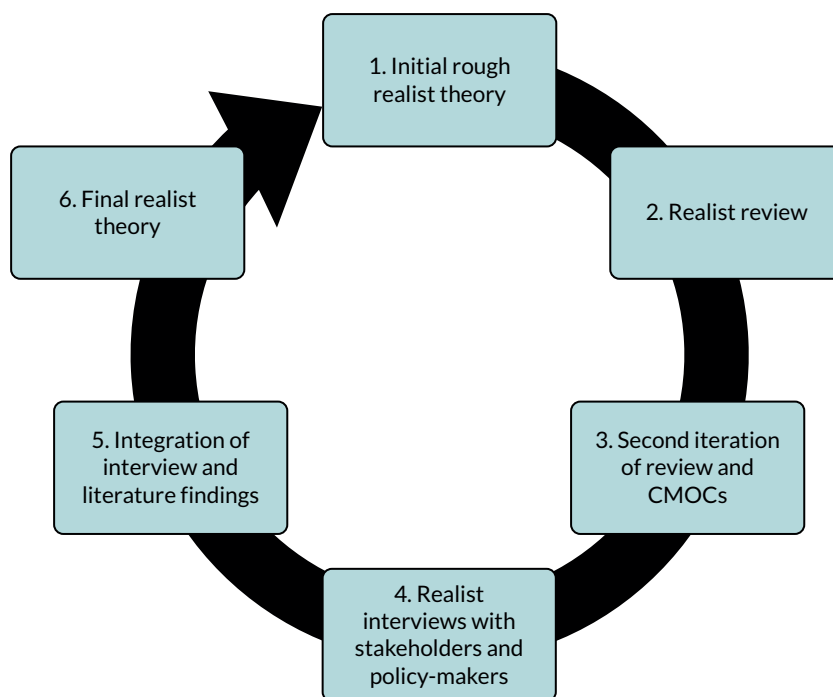 1. Initial rough
realist theory
2. Realist review
3. Second iteration
of review and
CMOCs
4. Realist
interviews with
stakeholders and
policy-makers
5. Integration of
interview and
literature findings
6. Final realist
theory